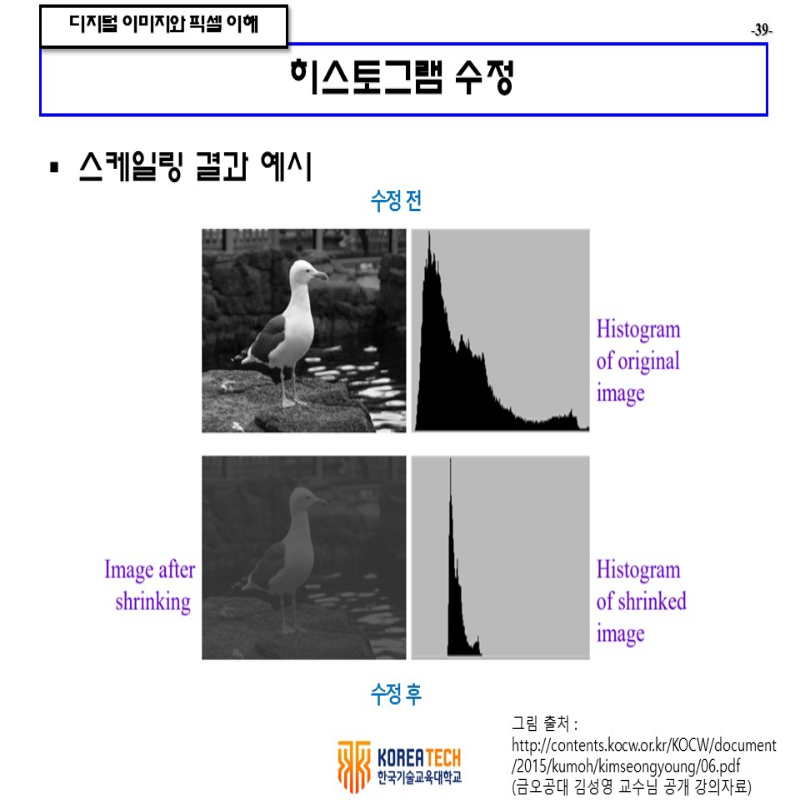 디지털 이미지와 픽셀 이해
-39-
히스토그램 수정
▪ 스케일링 결과 예시
수정 전
Histogram
of original
image
Image after
shrinking
Histogram
of shrinked
image
수정 후
그림 출처 :
http://contents.kocw.or.kr/KOCW/document
/2015/kumoh/kimseongyoung/06.pdf
(금오공대 김성영 교수님 공개 강의자료)
KOREATECH
한국기술교육대학교